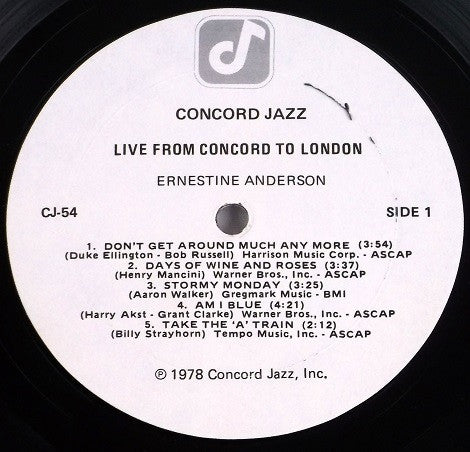 CONCORD JAZZ
LIVE FROM CONCORD TO LONDON
ERNESTINE ANDERSON
CJ-54 SIDE 1
1. DON'T GET AROUND MUCH ANY MORE (3:54)
(Duke Ellington - Bob Russell) Harrison Music Corp. - ASCAP
2. DAYS OF WINE AND ROSES (3:37)
(Henry Mancini) Warner Bros., Inc. - ASCAP
3. STORMY MONDAY (3:25)
(Aaron Walker) Gregmark Music - BMI
4. AM I BLUE (4:21)
(Harry Akst - Grant Clarke) Warner Bros., Inc. - ASCAP
5. TAKE THE 'A' TRAIN (2:12)
(Billy Strayhorn) Tempo Music, Inc. - ASCAP
℗ 1978 Concord Jazz, Inc.